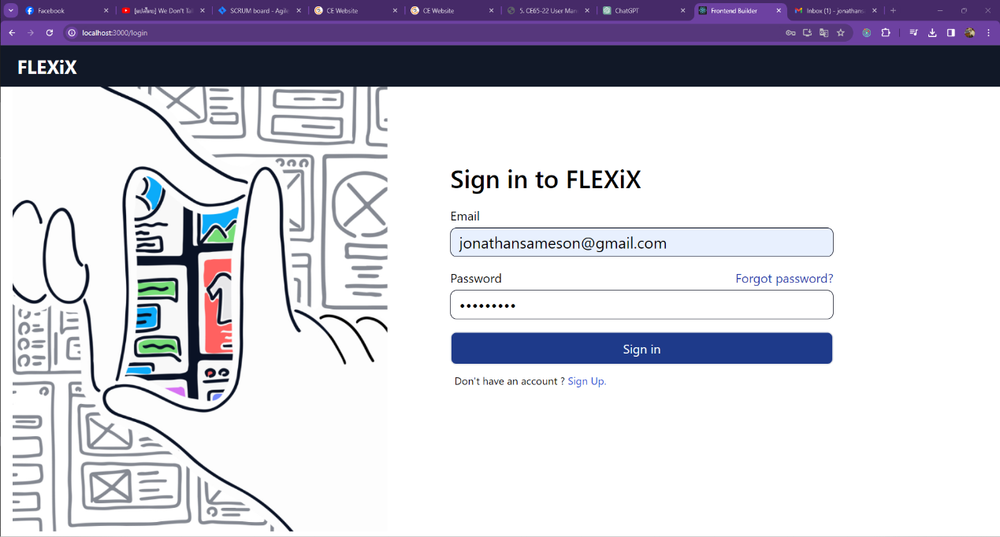 Facebook
[แปลไทย] We Don't Tal
SCRUM board - Agile
CE Website
CE Website
5. CE65-22 User Man
ChatGPT
Frontend Builder
Inbox (1) - jonathans
localhost:3000/login
FLEXiX
Sign in to FLEXiX
Email
jonathansameson@gmail.com
Password
Forgot password?
•••••••••
Sign in
Don't have an account ? Sign Up.